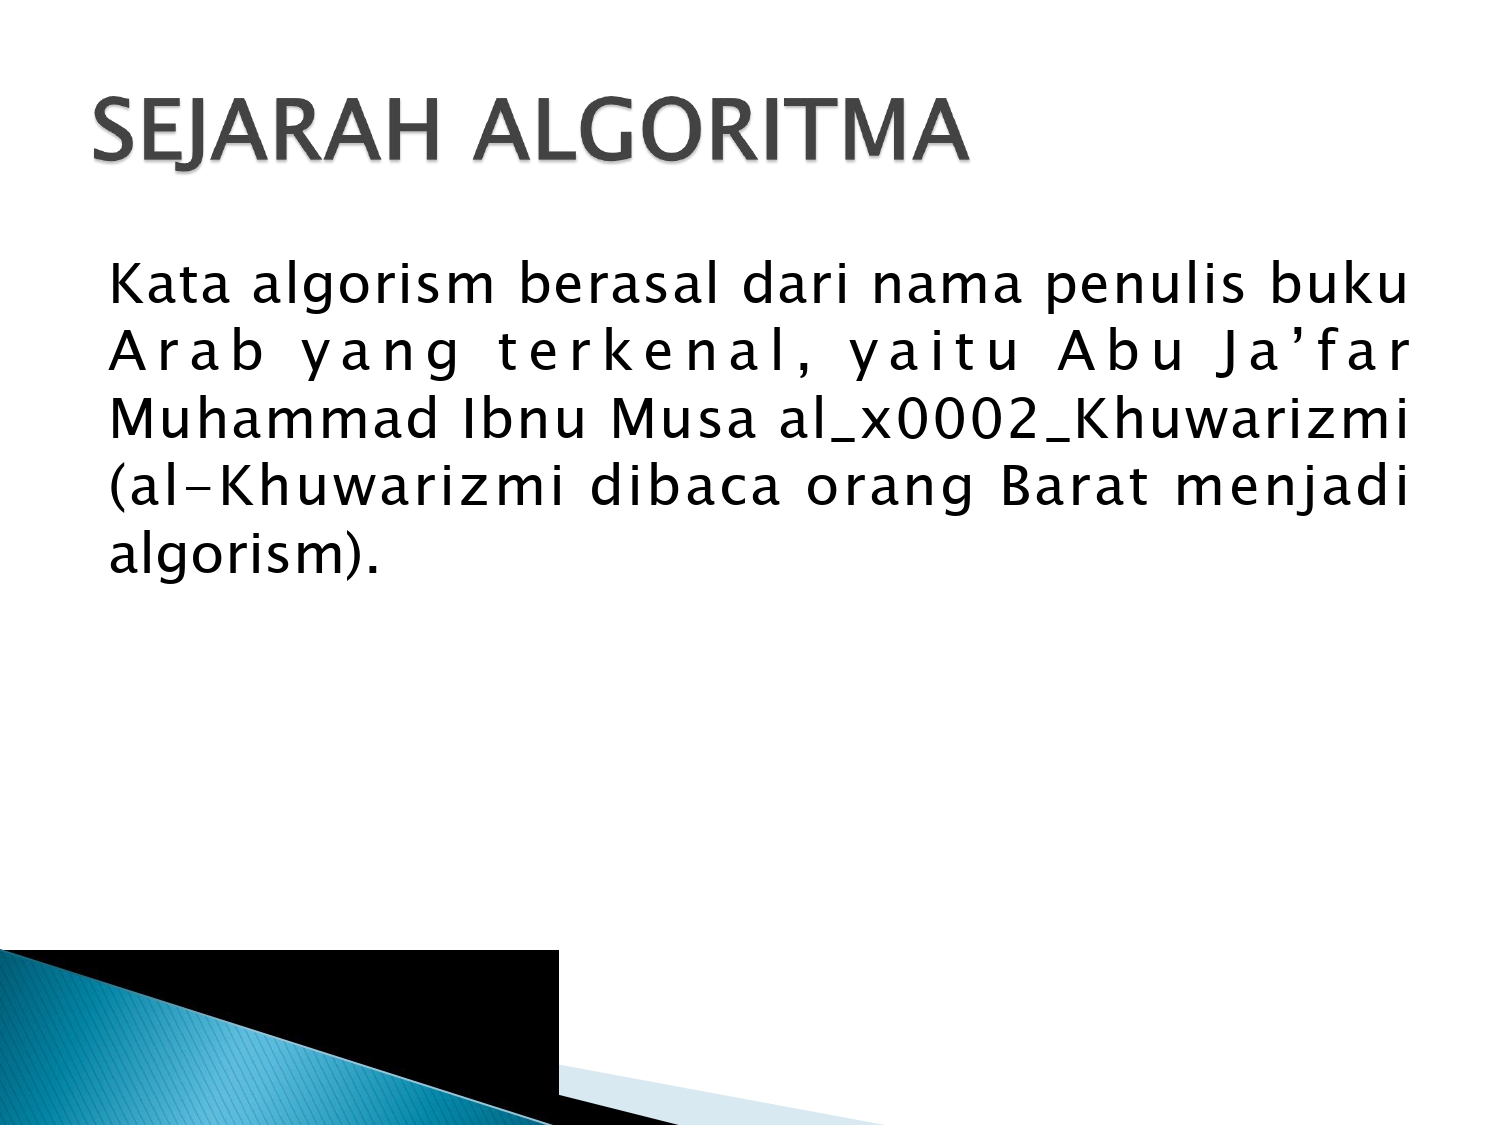 SEJARAH ALGORITMA
Kata algorism berasal dari nama penulis buku
Arab yang terkenal, yaitu Abu Ja’far
Muhammad Ibnu Musa al_x0002_Khuwarizmi
(al-Khuwarizmi dibaca orang Barat menjadi
algorism).